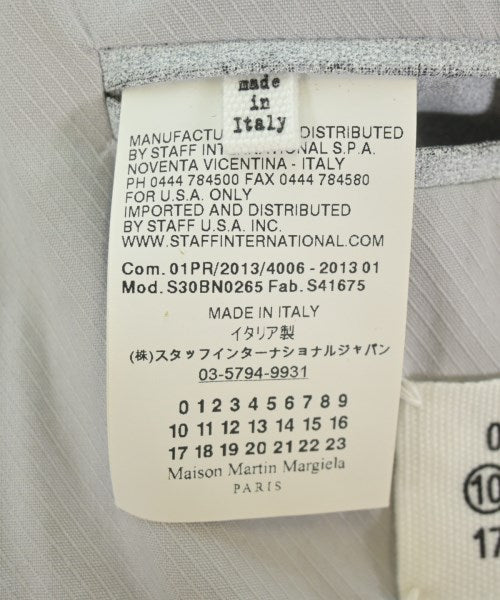 made
in
Italy
MANUFACTU DISTRIBUTED
BY STAFF INTERNATIONAL S.P.A.
NOVENTA VICENTINA - ITALY
PH 0444 784500 FAX 0444 784580
FOR U.S.A. ONLY
IMPORTED AND DISTRIBUTED
BY STAFF U.S.A. INC.
WWW.STAFFINTERNATIONAL.COM
Com. 01PR/2013/4006 - 2013 01
Mod. S30BN0265 Fab. S41675
MADE IN ITALY
イタリア製
(株)スタッフインターナショナルジャパン
03-5794-9931
0 1 2 3 4 5 6 7 8 9
10 11 12 13 14 15 16
17 18 19 20 21 22 23
Maison Martin Margiela
PARIS
0
10
17